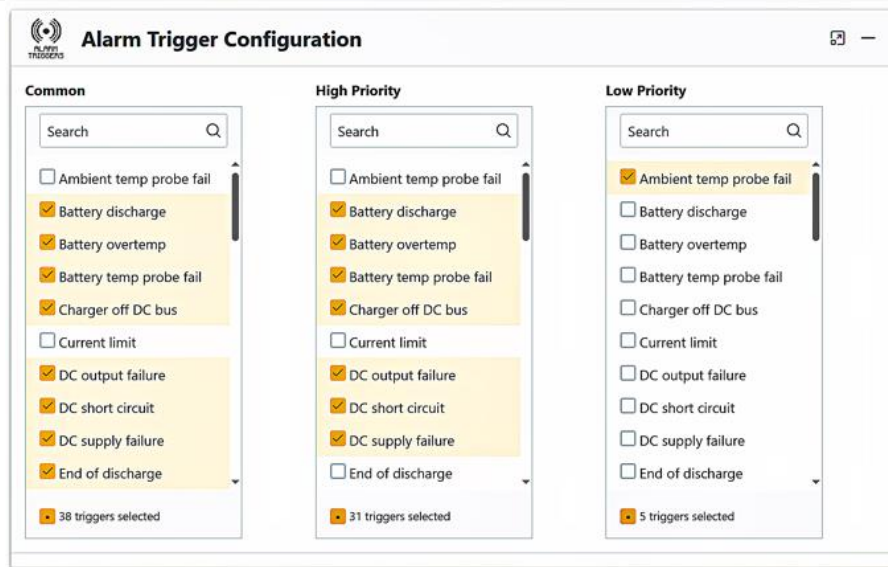 ALARM
TRIGGERS
Alarm Trigger Configuration
Common
Search
Ambient temp probe fail
Battery discharge
Battery overtemp
Battery temp probe fail
Charger off DC bus
Current limit
DC output failure
DC short circuit
DC supply failure
End of discharge
38 triggers selected
High Priority
Search
Ambient temp probe fail
Battery discharge
Battery overtemp
Battery temp probe fail
Charger off DC bus
Current limit
DC output failure
DC short circuit
DC supply failure
End of discharge
31 triggers selected
Low Priority
Search
Ambient temp probe fail
Battery discharge
Battery overtemp
Battery temp probe fail
Charger off DC bus
Current limit
DC output failure
DC short circuit
DC supply failure
End of discharge
5 triggers selected